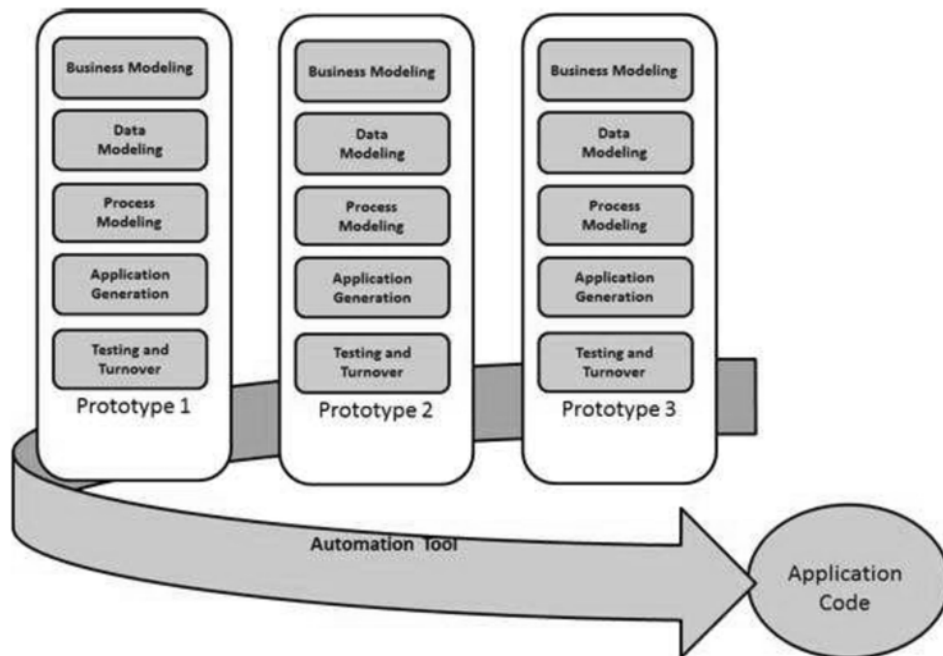 Business Modeling
Data
Modeling
Process
Modeling
Application
Generation
Testing and
Turnover
Prototype 1
Business Modeling
Data
Modeling
Process
Modeling
Application
Generation
Testing and
Turnover
Prototype 2
Business Modeling
Data
Modeling
Process
Modeling
Application
Generation
Testing and
Turnover
Prototype 3
Automation Tool
Application
Code